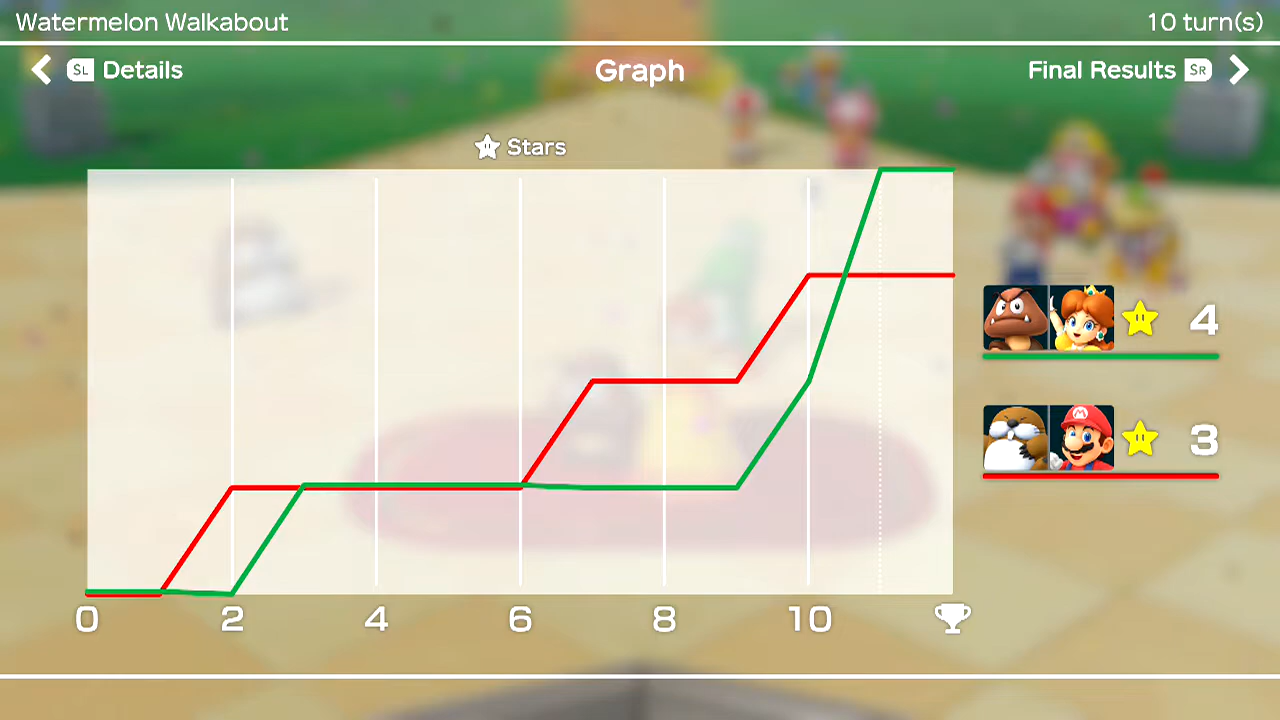 Watermelon Walkabout 10 turn(s)
SL Details Graph Final Results SR
Stars
4
M
3
0 2 4 6 8 10